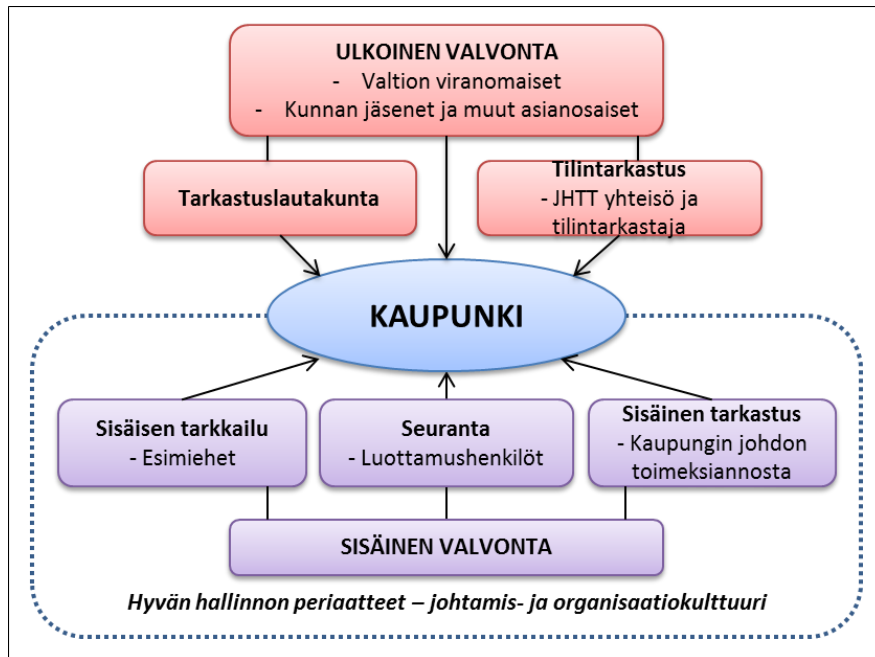 ULKOINEN VALVONTA
- Valtion viranomaiset
- Kunnan jäsenet ja muut asianosaiset
Tarkastuslautakunta
Tilintarkastus
- JHTT yhteisö ja
tilintarkastaja
KAUPUNKI
Sisäisen tarkkailu
- Esimiehet
Seuranta
- Luottamushenkilöt
Sisäinen tarkastus
- Kaupungin johdon
toimeksiannosta
SISÄINEN VALVONTA
Hyvän hallinnon periaatteet – johtamis- ja organisaatiokulttuuri